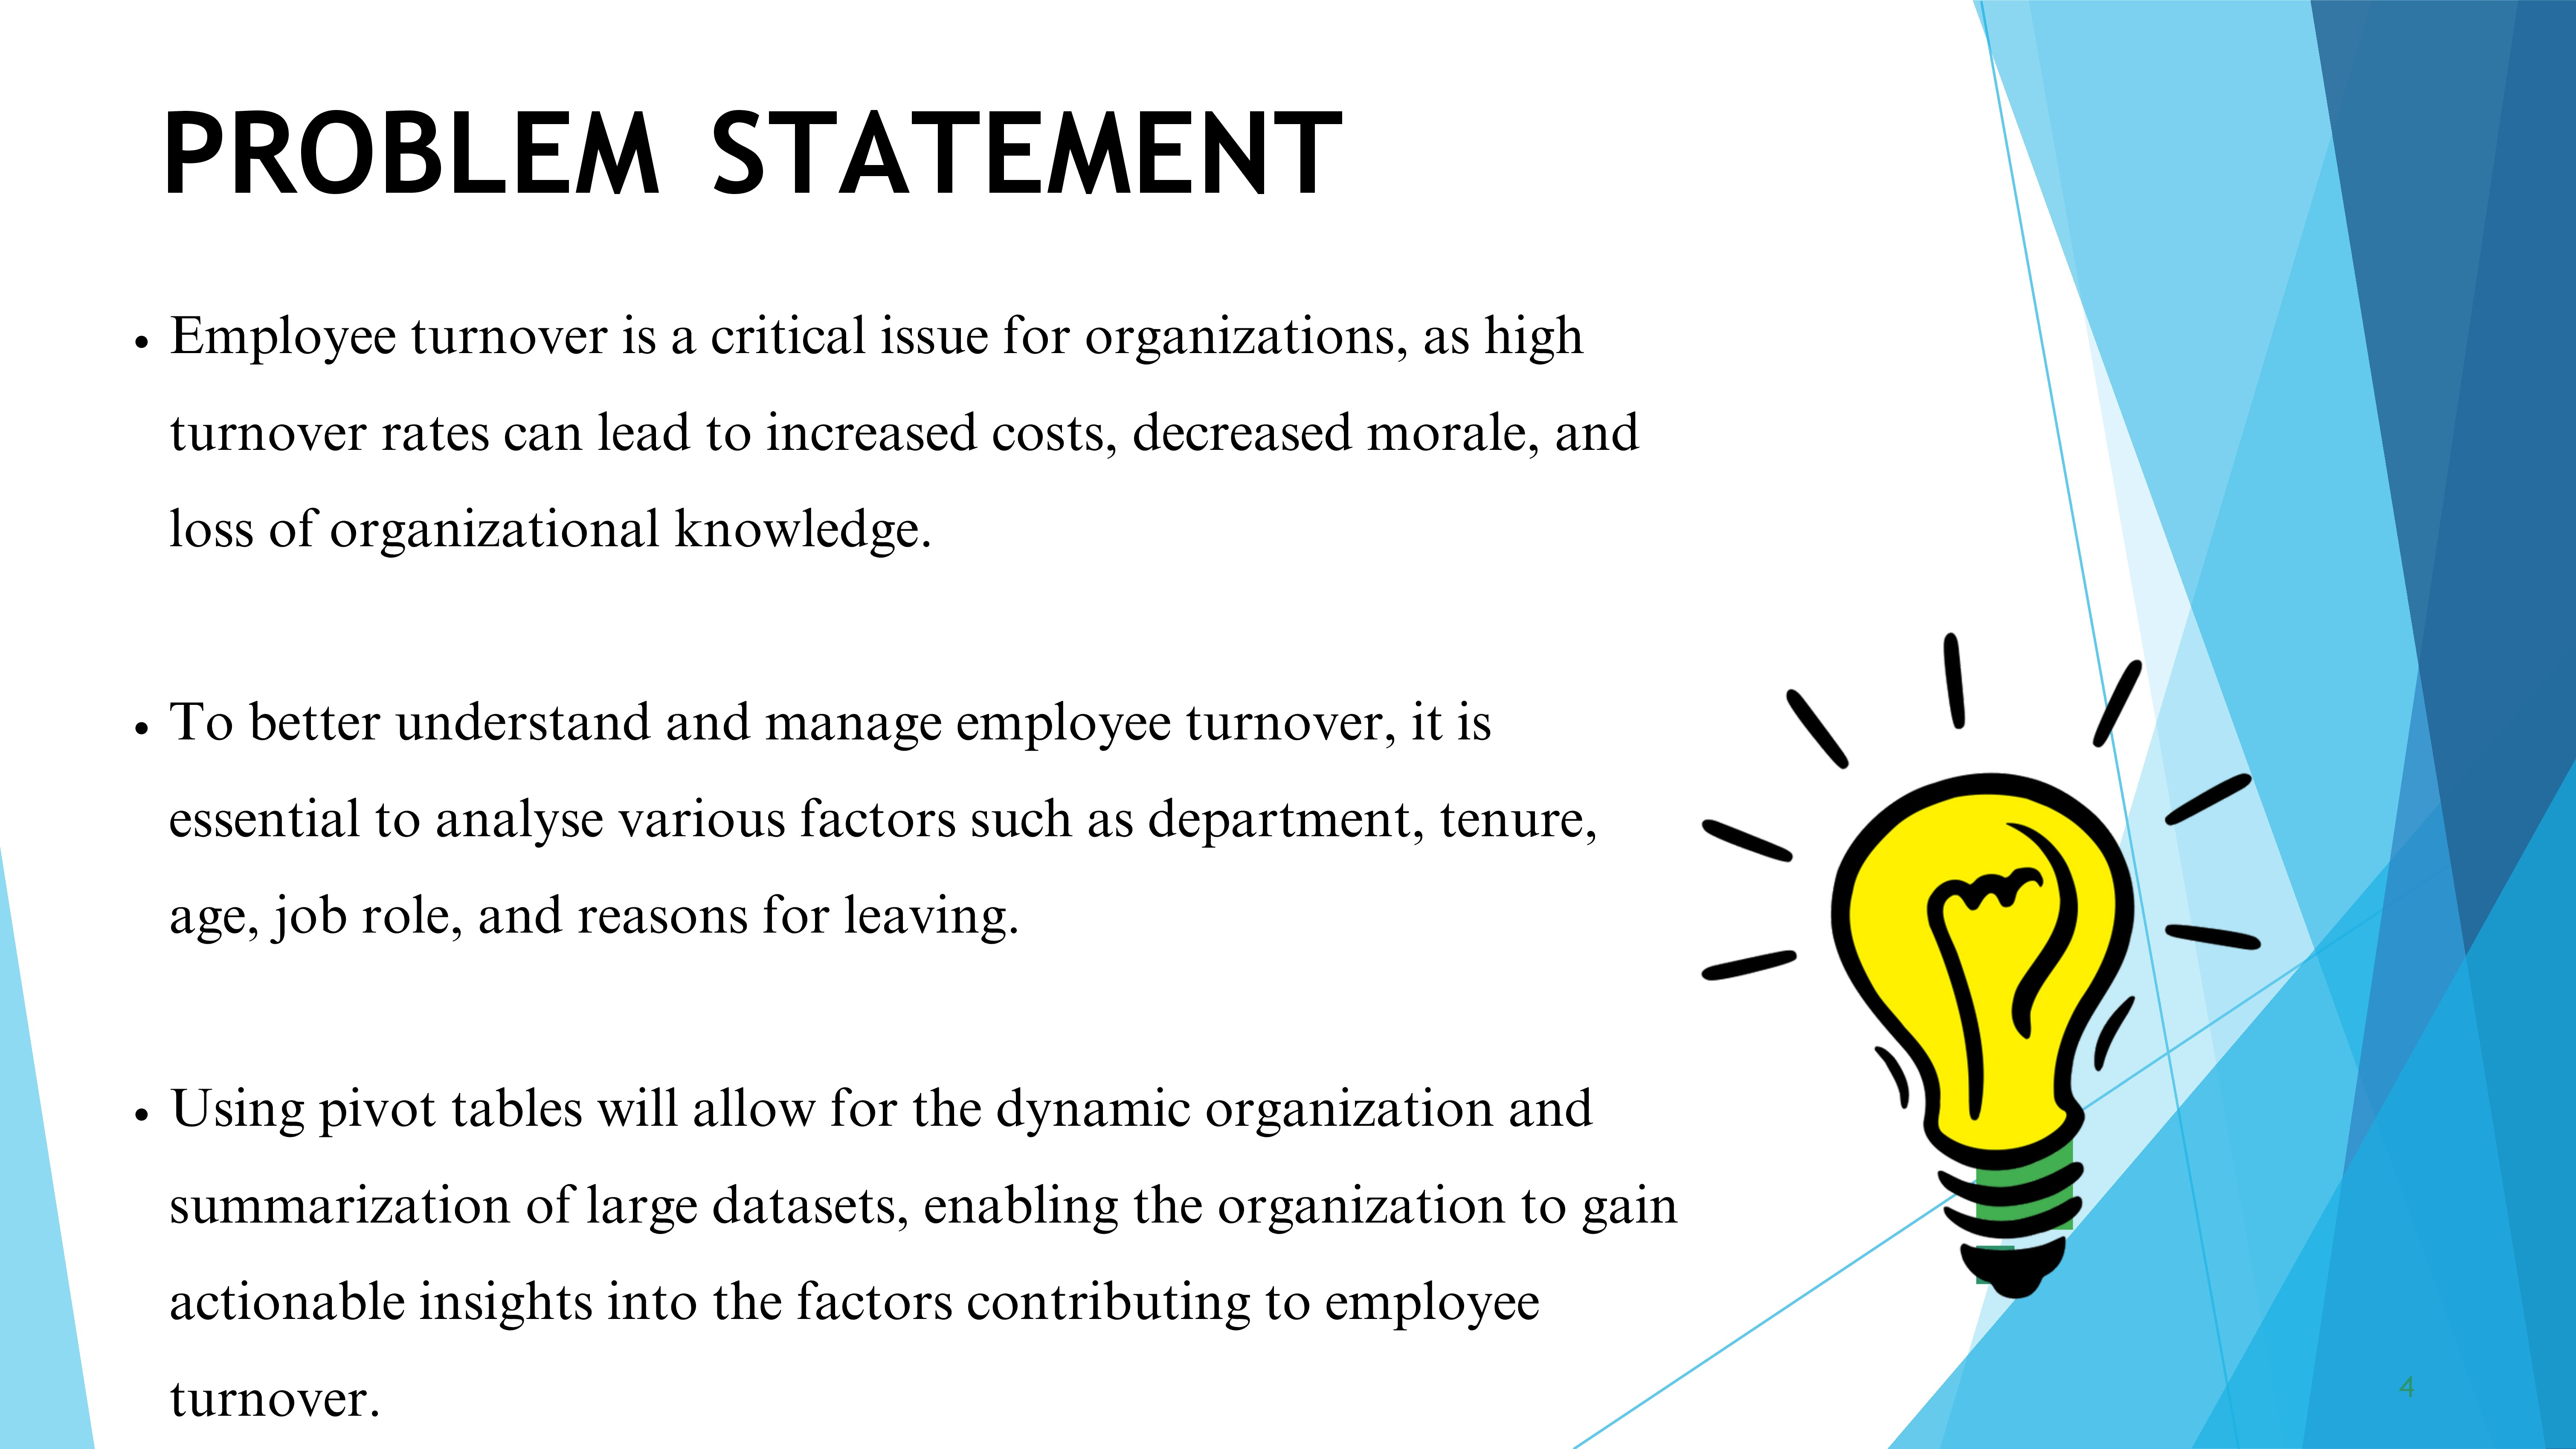 PROBLEM STATEMENT
• Employee turnover is a critical issue for organizations, as high
turnover rates can lead to increased costs, decreased morale, and
loss of organizational knowledge.
• To better understand and manage employee turnover, it is
essential to analyse various factors such as department, tenure,
age, job role, and reasons for leaving.
• Using pivot tables will allow for the dynamic organization and
summarization of large datasets, enabling the organization to gain
actionable insights into the factors contributing to employee
turnover.
4